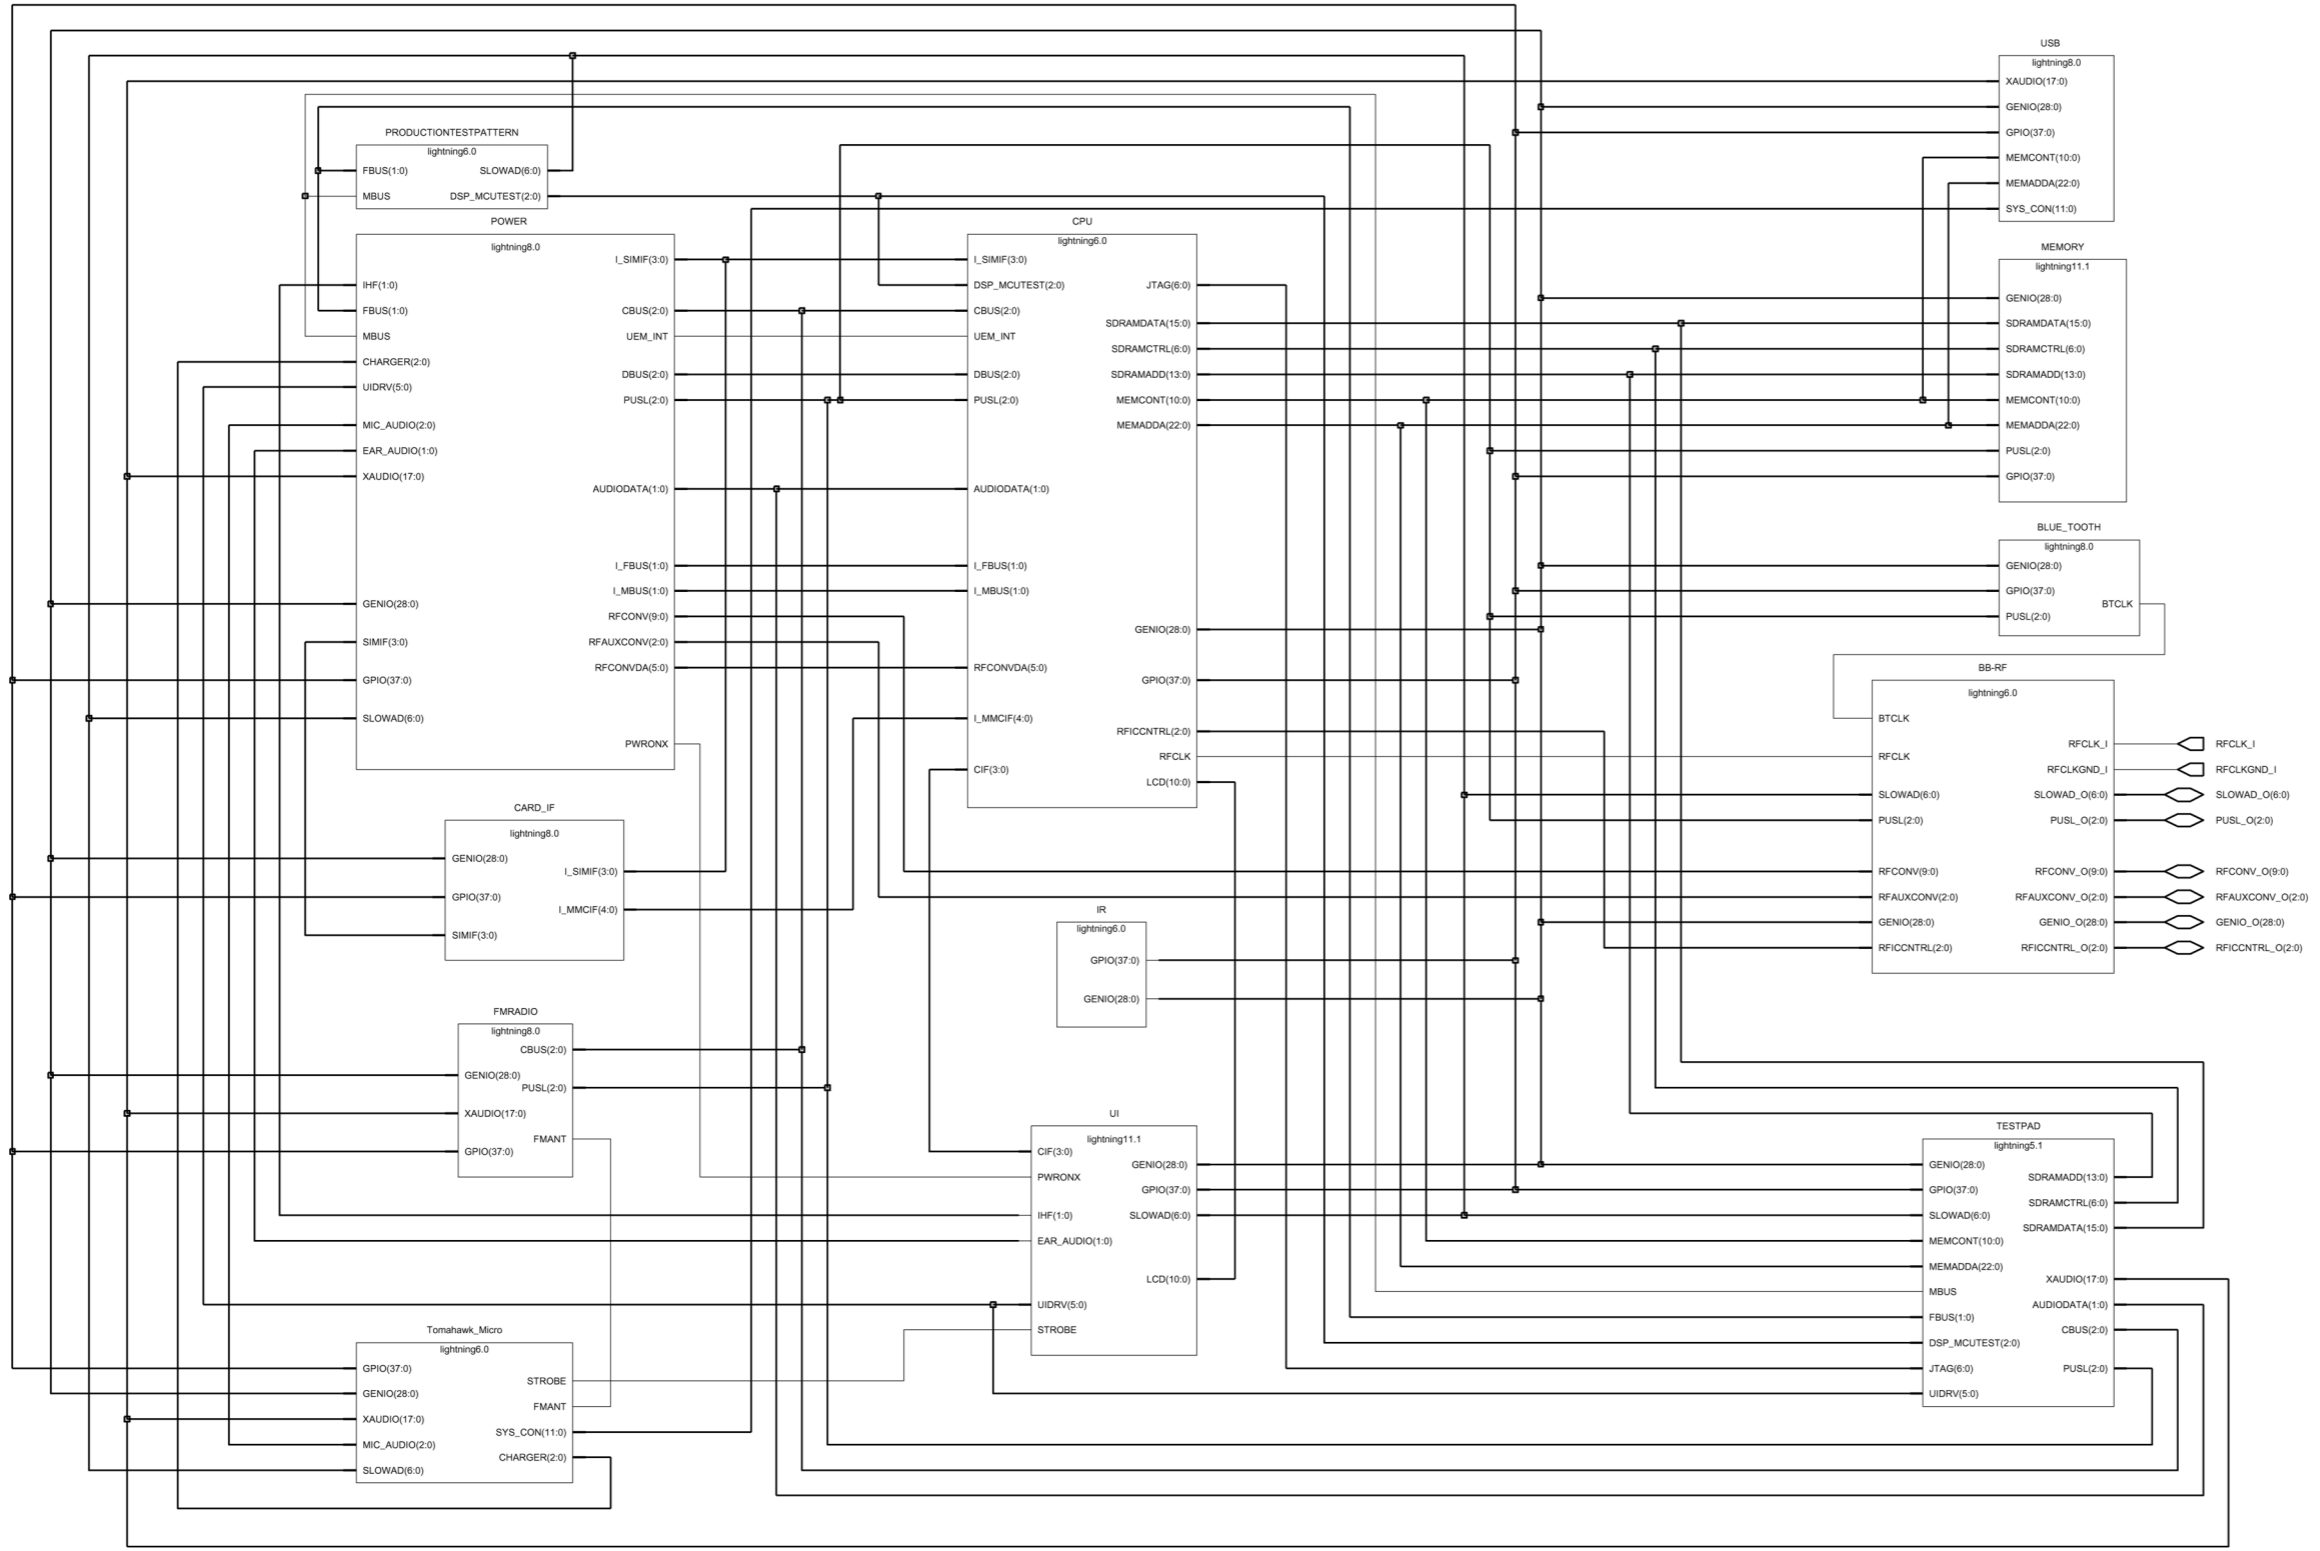 USB
lightning8.0
XAUDIO(17:0)
GENIO(28:0)
GPIO(37:0)
MEMCONT(10:0)
MEMADDA(22:0)
SYS_CON(11:0)
PRODUCTIONTESTPATTERN
lightning6.0
FBUS(1:0)
SLOWAD(6:0)
MBUS
DSP_MCUTEST(2:0)
POWER
lightning8.0
I_SIMIF(3:0)
IHF(1:0)
FBUS(1:0)
CBUS(2:0)
MBUS
UEM_INT
CHARGER(2:0)
DBUS(2:0)
UIDRV(5:0)
PUSL(2:0)
MIC_AUDIO(2:0)
EAR_AUDIO(1:0)
XAUDIO(17:0)
AUDIODATA(1:0)
I_FBUS(1:0)
I_MBUS(1:0)
GENIO(28:0)
RFCONV(9:0)
SIMIF(3:0)
RFAUXCONV(2:0)
RFCONVDA(5:0)
GPIO(37:0)
SLOWAD(6:0)
PWRONX
CPU
lightning6.0
I_SIMIF(3:0)
DSP_MCUTEST(2:0)
JTAG(6:0)
CBUS(2:0)
SDRAMDATA(15:0)
UEM_INT
SDRAMCTRL(6:0)
DBUS(2:0)
SDRAMADD(13:0)
PUSL(2:0)
MEMCONT(10:0)
MEMADDA(22:0)
AUDIODATA(1:0)
I_FBUS(1:0)
I_MBUS(1:0)
GENIO(28:0)
RFCONVDA(5:0)
GPIO(37:0)
I_MMCIF(4:0)
RFICCNTRL(2:0)
RFCLK
CIF(3:0)
LCD(10:0)
MEMORY
lightning11.1
GENIO(28:0)
SDRAMDATA(15:0)
SDRAMCTRL(6:0)
SDRAMADD(13:0)
MEMCONT(10:0)
MEMADDA(22:0)
PUSL(2:0)
GPIO(37:0)
BLUE_TOOTH
lightning8.0
GENIO(28:0)
GPIO(37:0)
BTCLK
PUSL(2:0)
BB-RF
lightning6.0
BTCLK
RFCLK_I
RFCLK_I
RFCLK
RFCLKGND_I
RFCLKGND_I
SLOWAD(6:0)
SLOWAD_O(6:0)
SLOWAD_O(6:0)
PUSL(2:0)
PUSL_O(2:0)
PUSL_O(2:0)
RFCONV(9:0)
RFCONV_O(9:0)
RFCONV_O(9:0)
RFAUXCONV(2:0)
RFAUXCONV_O(2:0)
RFAUXCONV_O(2:0)
GENIO(28:0)
GENIO_O(28:0)
GENIO_O(28:0)
RFICCNTRL(2:0)
RFICCNTRL_O(2:0)
RFICCNTRL_O(2:0)
CARD_IF
lightning8.0
GENIO(28:0)
I_SIMIF(3:0)
GPIO(37:0)
I_MMCIF(4:0)
SIMIF(3:0)
IR
lightning6.0
GPIO(37:0)
GENIO(28:0)
FMRADIO
lightning8.0
CBUS(2:0)
GENIO(28:0)
PUSL(2:0)
XAUDIO(17:0)
FMANT
GPIO(37:0)
UI
lightning11.1
CIF(3:0)
GENIO(28:0)
PWRONX
GPIO(37:0)
IHF(1:0)
SLOWAD(6:0)
EAR_AUDIO(1:0)
LCD(10:0)
UIDRV(5:0)
STROBE
TESTPAD
lightning5.1
GENIO(28:0)
SDRAMADD(13:0)
GPIO(37:0)
SDRAMCTRL(6:0)
SLOWAD(6:0)
SDRAMDATA(15:0)
MEMCONT(10:0)
MEMADDA(22:0)
XAUDIO(17:0)
MBUS
AUDIODATA(1:0)
FBUS(1:0)
CBUS(2:0)
DSP_MCUTEST(2:0)
JTAG(6:0)
PUSL(2:0)
UIDRV(5:0)
Tomahawk_Micro
lightning6.0
GPIO(37:0)
STROBE
GENIO(28:0)
FMANT
XAUDIO(17:0)
SYS_CON(11:0)
MIC_AUDIO(2:0)
CHARGER(2:0)
SLOWAD(6:0)